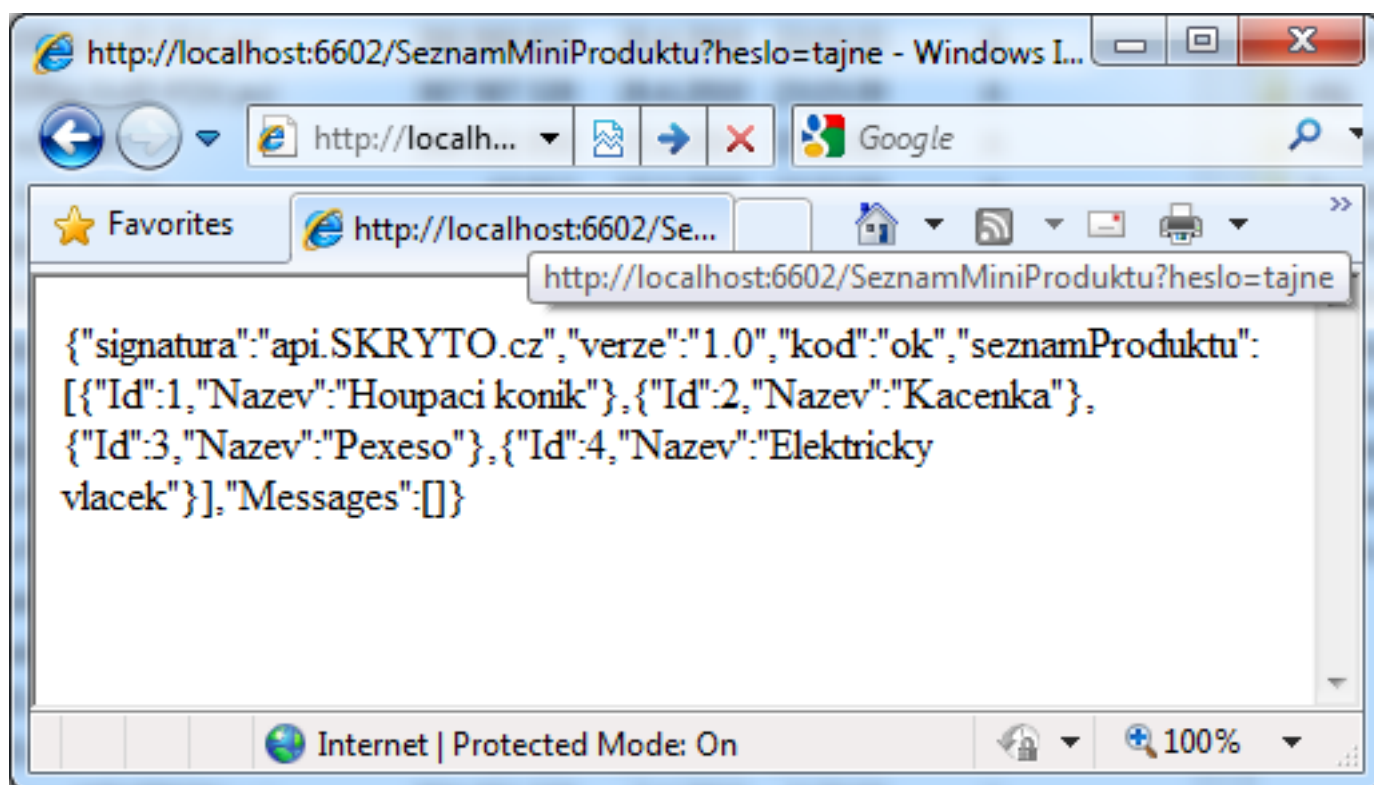 http://localhost:6602/SeznamMiniProduktu?heslo=tajne - Windows I...
http://localh...
Google
Favorites
http://localhost:6602/Se...
http://localhost:6602/SeznamMiniProduktu?heslo=tajne
{"signatura":"api.SKRYTO.cz","verze":"1.0","kod":"ok","seznamProduktu":
[{"Id":1,"Nazev":"Houpaci konik"},{"Id":2,"Nazev":"Kacenka"},
{"Id":3,"Nazev":"Pexeso"},{"Id":4,"Nazev":"Elektricky
vlacek"}],"Messages":[]}
Internet | Protected Mode: On
100%